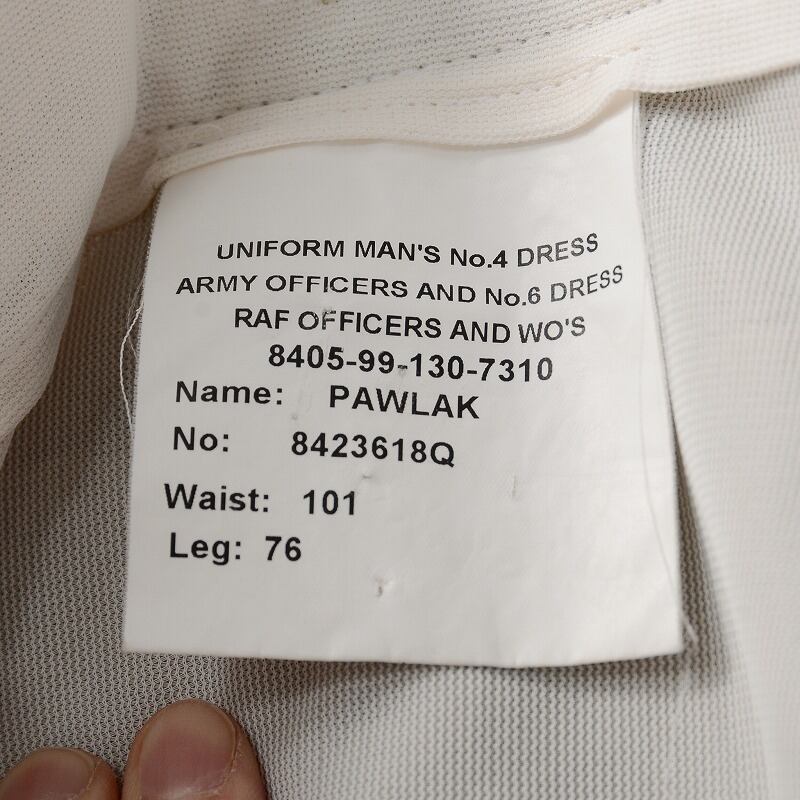 UNIFORM MAN'S No.4 DRESS
ARMY OFFICERS AND No.6 DRESS
RAF OFFICERS AND WO'S
8405-99-130-7310
Name: PAWLAK
No: 8423618Q
Waist: 101
Leg: 76